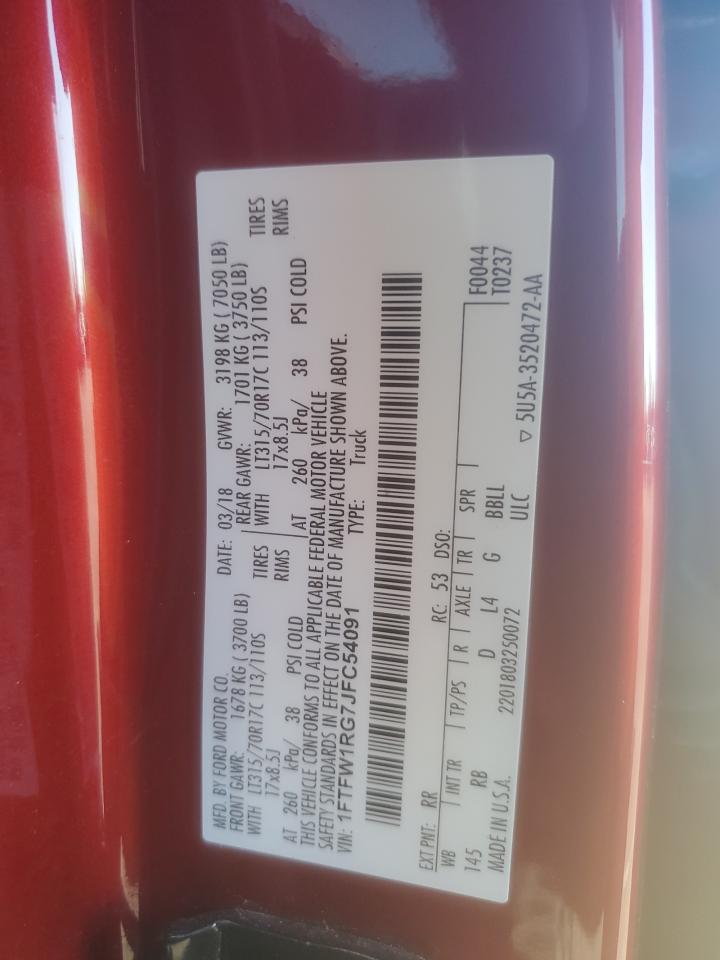 MFD. BY FORD MOTOR CO.
DATE: 03/18 GVWR: 3198 KG ( 7050 LB)
FRONT GAWR: 1678 KG ( 3700 LB) REAR GAWR: 1701 KG ( 3750 LB)
WITH LT315/70R17C 113/110S TIRES WITH LT315/70R17C 113/110S TIRES
17x8.5J RIMS 17x8.5J RIMS
AT 260 kPa/ 38 PSI COLD AT 260 kPa/ 38 PSI COLD
THIS VEHICLE CONFORMS TO ALL APPLICABLE FEDERAL MOTOR VEHICLE
SAFETY STANDARDS IN EFFECT ON THE DATE OF MANUFACTURE SHOWN ABOVE.
VIN: 1FTFW1RG7JFC54091 TYPE: Truck
EXT PNT: RR RC: 53 DSO:
WB INT TR TP/PS R AXLE TR SPR F0044
145 RB D L4 G BBLL T0237
MADE IN U.S.A. 2201803250072 ULC
▽ 5U5A-3520472-AA